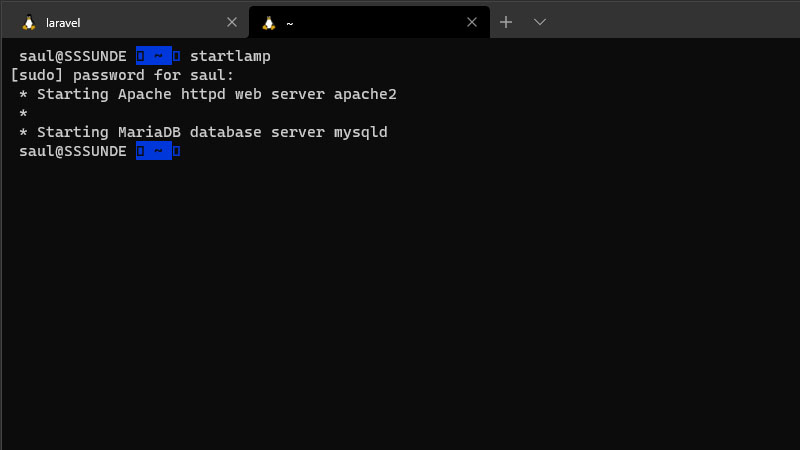 laravel
~
saul@SSSUNDE ~ startlamp
[sudo] password for saul:
* Starting Apache httpd web server apache2
*
* Starting MariaDB database server mysqld
saul@SSSUNDE ~